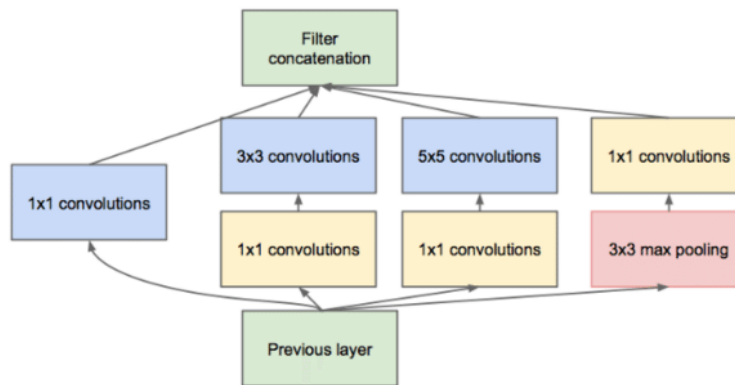 Filter
concatenation
3x3 convolutions
5x5 convolutions
1x1 convolutions
1x1 convolutions
1x1 convolutions
1x1 convolutions
3x3 max pooling
Previous layer